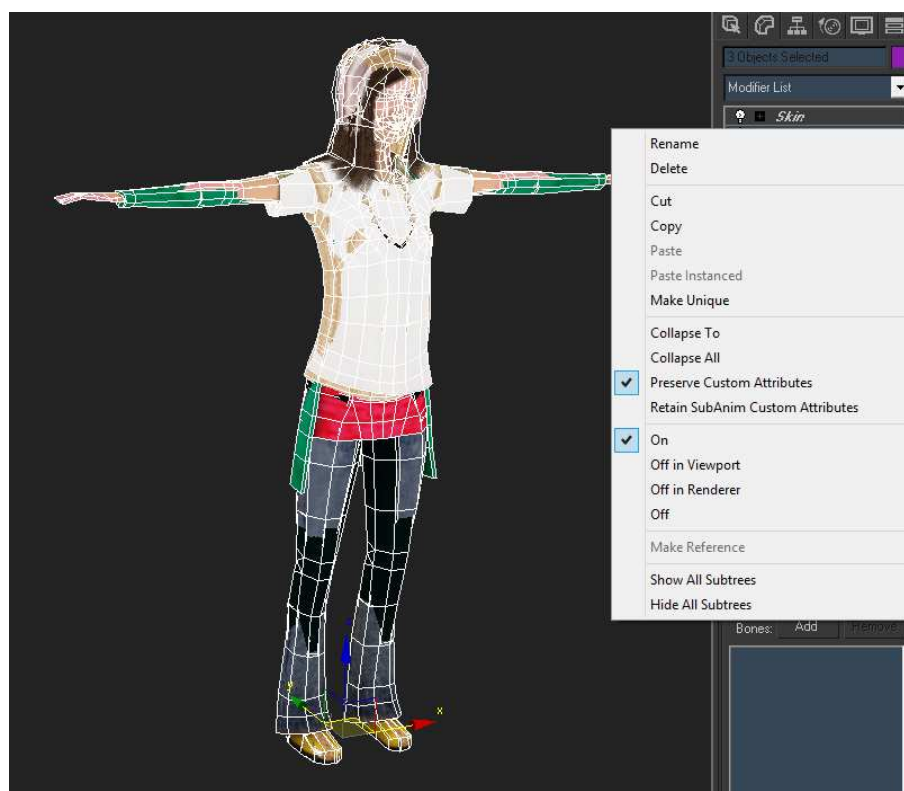 3 Objects Selected
Modifier List
Skin
Rename
Delete
Cut
Copy
Paste
Paste Instanced
Make Unique
Collapse To
Collapse All
Preserve Custom Attributes
Retain SubAnim Custom Attributes
On
Off in Viewport
Off in Renderer
Off
Make Reference
Show All Subtrees
Hide All Subtrees
Bones: Add Remove
x
y